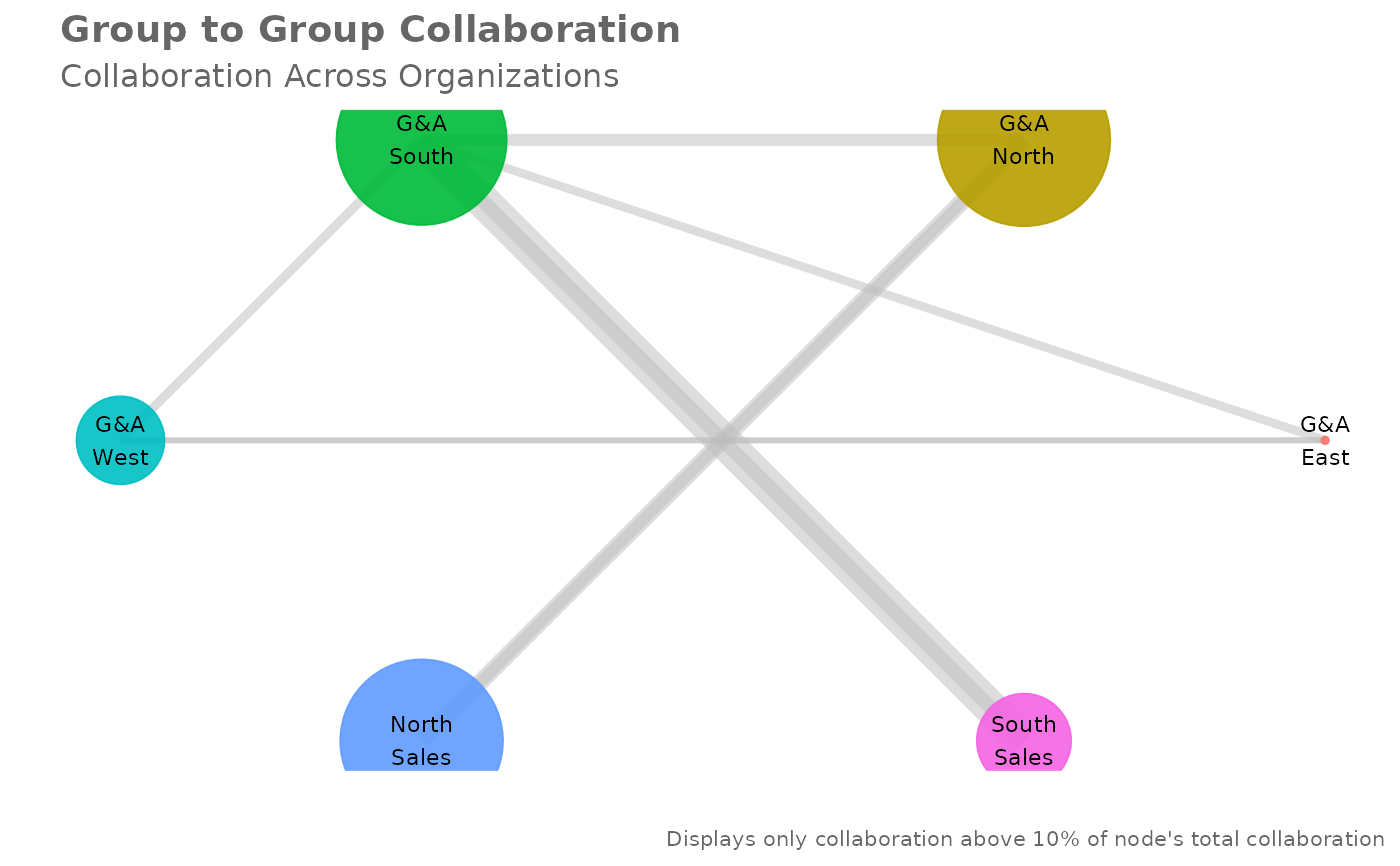 Group to Group Collaboration
Collaboration Across Organizations
G&A
South
G&A
North
G&A
West
G&A
East
North
Sales
South
Sales
Displays only collaboration above 10% of node's total collaboration